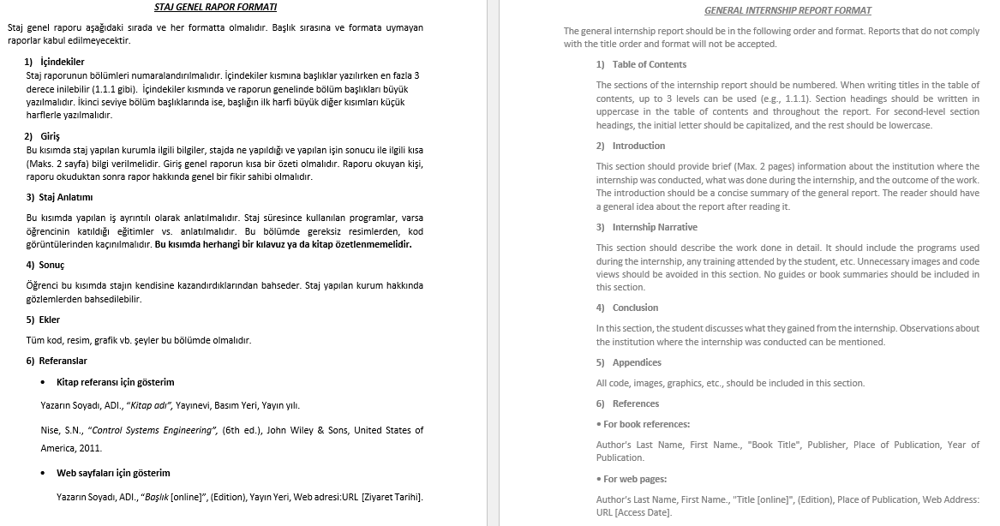 STAJ GENEL RAPOR FORMATI
Staj genel raporu aşağıdaki sırada ve her formatta olmalıdır. Başlık sırasına ve formata uymayan
raporlar kabul edilmeyecektir.
1) İçindekiler
Staj raporunun bölümleri numaralandırılmalıdır. İçindekiler kısmına başlıklar yazılırken en fazla 3
derece inilebilir (1.1.1 gibi). İçindekiler kısmında ve raporun genelinde bölüm başlıkları büyük
yazılmalıdır. İkinci seviye bölüm başlıklarında ise, başlığın ilk harfi büyük diğer kısımları küçük
harflerle yazılmalıdır.
2) Giriş
Bu kısımda staj yapılan kurumla ilgili bilgiler, stajda ne yapıldığı ve yapılan işin sonucu ile ilgili kısa
(Maks. 2 sayfa) bilgi verilmelidir. Giriş genel raporun kısa bir özeti olmalıdır. Raporu okuyan kişi,
raporu okuduktan sonra rapor hakkında genel bir fikir sahibi olmalıdır.
3) Staj Anlatımı
Bu kısımda yapılan iş ayrıntılı olarak anlatılmalıdır. Staj süresince kullanılan programlar, varsa
öğrencinin katıldığı eğitimler vs. anlatılmalıdır. Bu bölümde gereksiz resimlerden, kod
görüntülerinden kaçınılmalıdır. Bu kısımda herhangi bir kılavuz ya da kitap özetlenmemelidir.
4) Sonuç
Öğrenci bu kısımda stajın kendisine kazandırdıklarından bahseder. Staj yapılan kurum hakkında
gözlemlerden bahsedilebilir.
5) Ekler
Tüm kod, resim, grafik vb. şeyler bu bölümde olmalıdır.
6) Referanslar
• Kitap referansı için gösterim
Yazarın Soyadı, ADI., “Kitap adı”, Yayınevi, Basım Yeri, Yayın yılı.
Nise, S.N., “Control Systems Engineering”, (6th ed.), John Wiley & Sons, United States of
America, 2011.
• Web sayfaları için gösterim
Yazarın Soyadı, ADI., “Başlık [online]”, (Edition), Yayın Yeri, Web adresi:URL [Ziyaret Tarihi].
GENERAL INTERNSHIP REPORT FORMAT
The general internship report should be in the following order and format. Reports that do not comply
with the title order and format will not be accepted.
1) Table of Contents
The sections of the internship report should be numbered. When writing titles in the table of
contents, up to 3 levels can be used (e.g., 1.1.1). Section headings should be written in
uppercase in the table of contents and throughout the report. For second-level section
headings, the initial letter should be capitalized, and the rest should be lowercase.
2) Introduction
This section should provide brief (Max. 2 pages) information about the institution where the
internship was conducted, what was done during the internship, and the outcome of the work.
The introduction should be a concise summary of the general report. The reader should have
a general idea about the report after reading it.
3) Internship Narrative
This section should describe the work done in detail. It should include the programs used
during the internship, any training attended by the student, etc. Unnecessary images and code
views should be avoided in this section. No guides or book summaries should be included in
this section.
4) Conclusion
In this section, the student discusses what they gained from the internship. Observations about
the institution where the internship was conducted can be mentioned.
5) Appendices
All code, images, graphics, etc., should be included in this section.
6) References
• For book references:
Author's Last Name, First Name., "Book Title", Publisher, Place of Publication, Year of
Publication.
• For web pages:
Author's Last Name, First Name., "Title [online]", (Edition), Place of Publication, Web Address:
URL [Access Date].